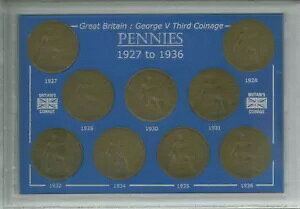 Great Britain : George V Third Coinage
PENNIES
1927 to 1936
1927
1928
BRITAIN'S COINAGE
1929
1930
1931
BRITAIN'S COINAGE
1932
1934
1935
1936